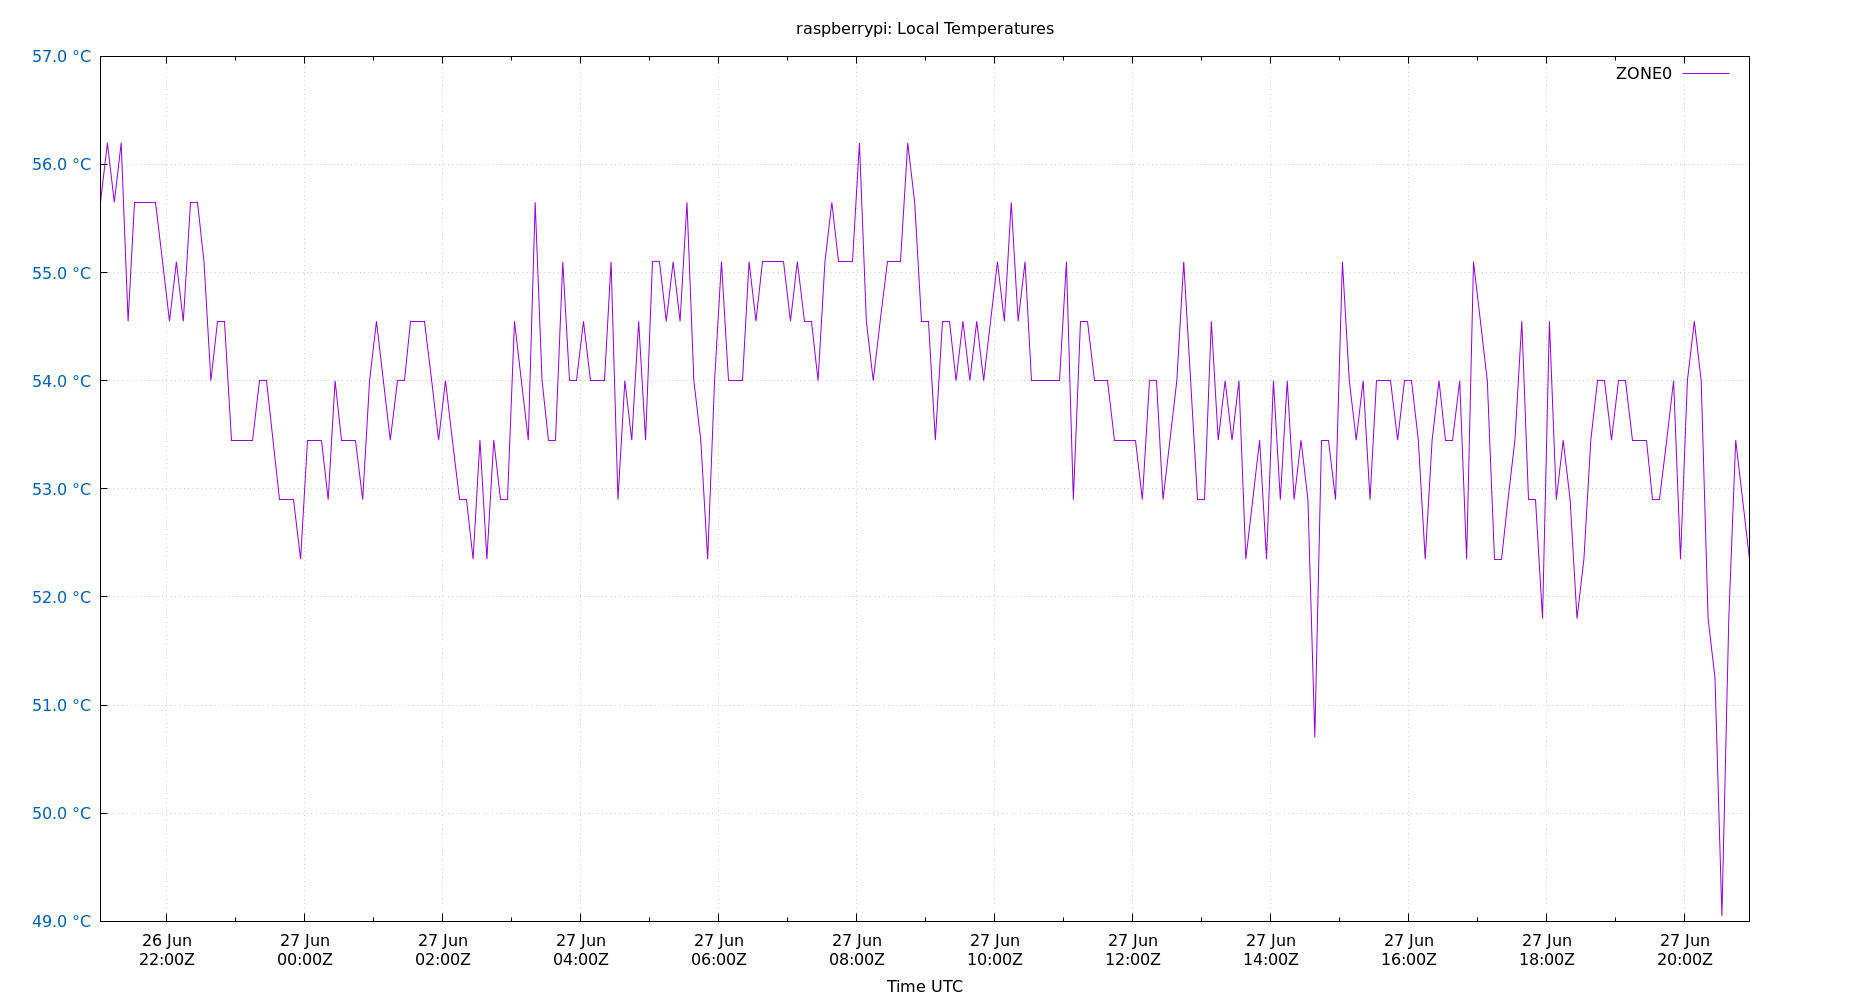 raspberrypi: Local Temperatures
57.0 °C
56.0 °C
55.0 °C
54.0 °C
53.0 °C
52.0 °C
51.0 °C
50.0 °C
49.0 °C
ZONE0
26 Jun 27 Jun 27 Jun 27 Jun 27 Jun 27 Jun 27 Jun 27 Jun 27 Jun 27 Jun 27 Jun 27 Jun
22:00Z 00:00Z 02:00Z 04:00Z 06:00Z 08:00Z 10:00Z 12:00Z 14:00Z 16:00Z 18:00Z 20:00Z
Time UTC